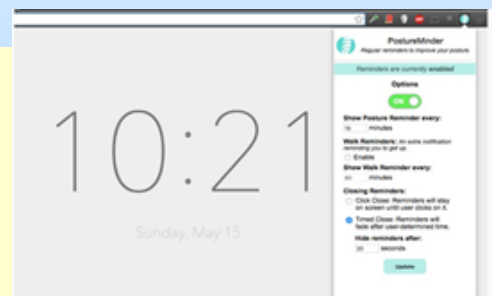 10:21
Sunday, May 15
PostureMinder
Regular reminders to improve your posture.
Reminders are currently enabled
Options
ON
Show Posture Reminder every:
15 minutes
Walk Reminders: An extra notification
reminding you to get up.
Enable
Show Walk Reminder every:
minutes
Closing Reminders:
Click Close: Reminders will stay
on screen until user clicks on it.
Timed Close: Reminders will
fade after user-determined time.
Hide reminders after:
20 seconds
Update